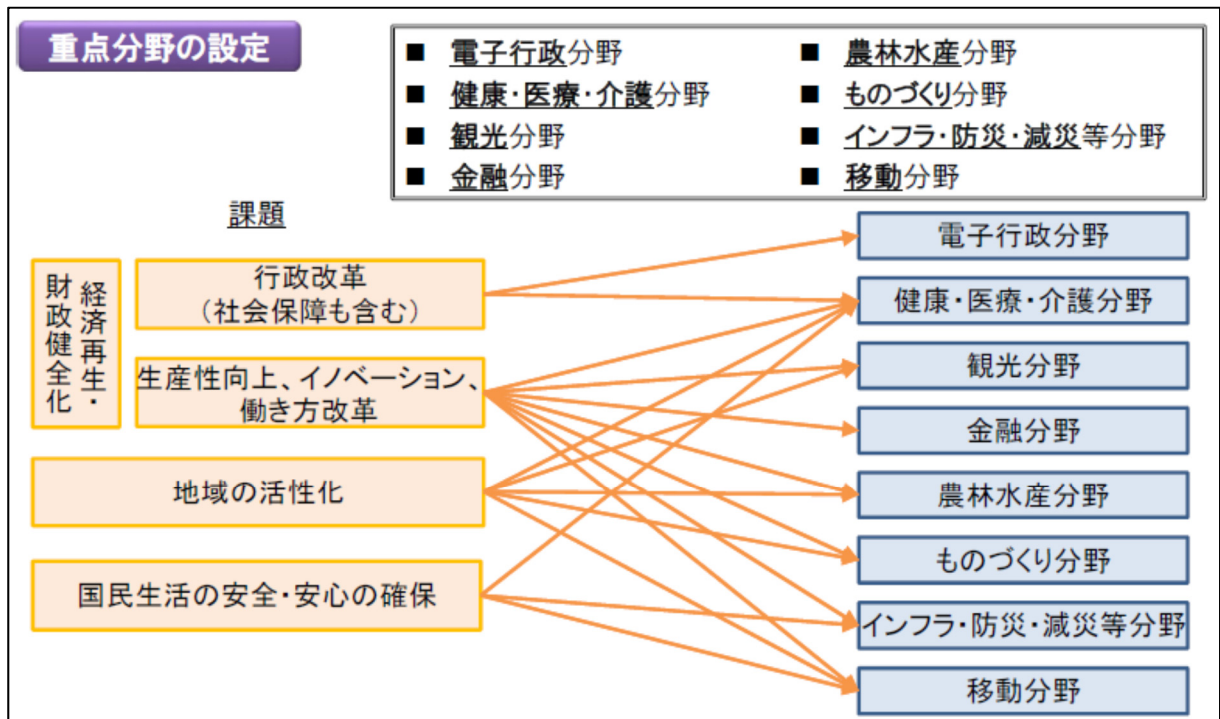 重点分野の設定
■ 電子行政分野
■ 健康・医療・介護分野
■ 観光分野
■ 金融分野
■ 農林水産分野
■ ものづくり分野
■ インフラ・防災・減災等分野
■ 移動分野
課題
経済再生・
財政健全化
行政改革
（社会保障も含む）
生産性向上、イノベーション、
働き方改革
地域の活性化
国民生活の安全・安心の確保
電子行政分野
健康・医療・介護分野
観光分野
金融分野
農林水産分野
ものづくり分野
インフラ・防災・減災等分野
移動分野